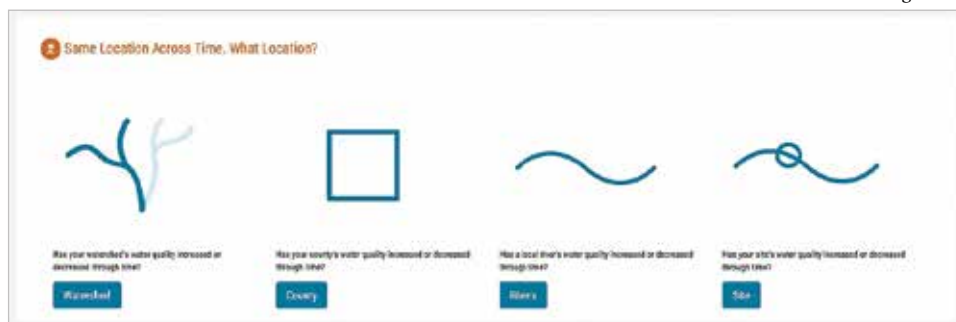 Same Location Across Time. What Location?
Has your watershed's water quality increased or
decreased through time?
Watershed
Has your county's water quality increased or decreased
through time?
County
Has a local river's water quality increased or decreased
through time?
Rivers
Has your site's water quality increased or decreased
through time?
Site